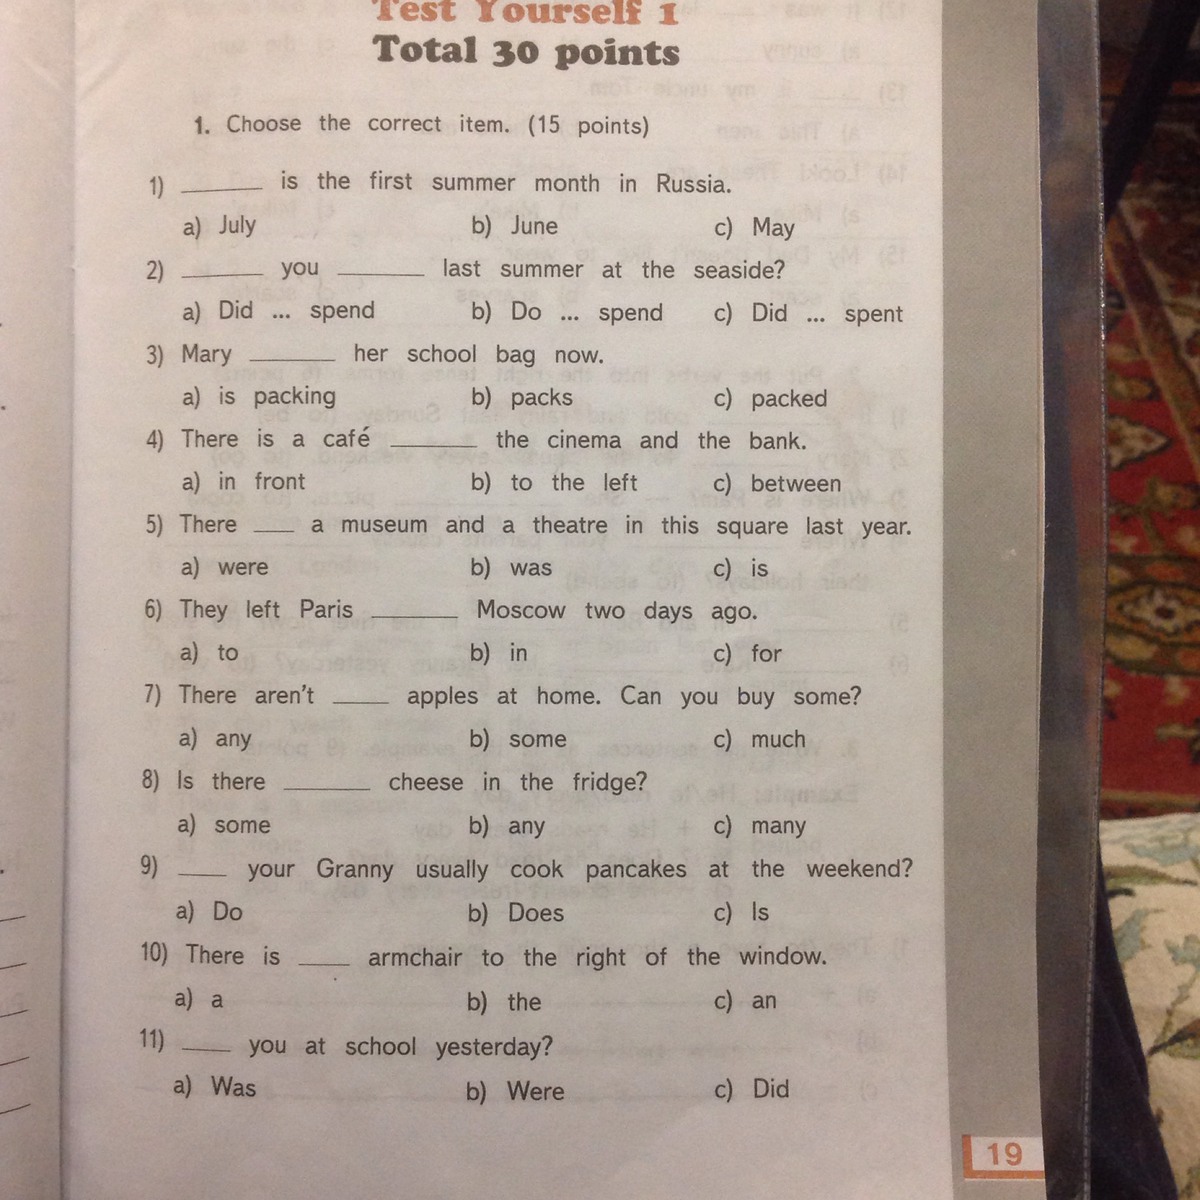 Test Yourself 1
Total 30 points
1. Choose the correct item. (15 points)
1) ______ is the first summer month in Russia.
a) July b) June c) May
2) ______ you ______ last summer at the seaside?
a) Did ... spend b) Do ... spend c) Did ... spent
3) Mary ______ her school bag now.
a) is packing b) packs c) packed
4) There is a café ______ the cinema and the bank.
a) in front b) to the left c) between
5) There ___ a museum and a theatre in this square last year.
a) were b) was c) is
6) They left Paris ______ Moscow two days ago.
a) to b) in c) for
7) There aren't ____ apples at home. Can you buy some?
a) any b) some c) much
8) Is there ______ cheese in the fridge?
a) some b) any c) many
9) ____ your Granny usually cook pancakes at the weekend?
a) Do b) Does c) Is
10) There is ____ armchair to the right of the window.
a) a b) the c) an
11) ____ you at school yesterday?
a) Was b) Were c) Did
19